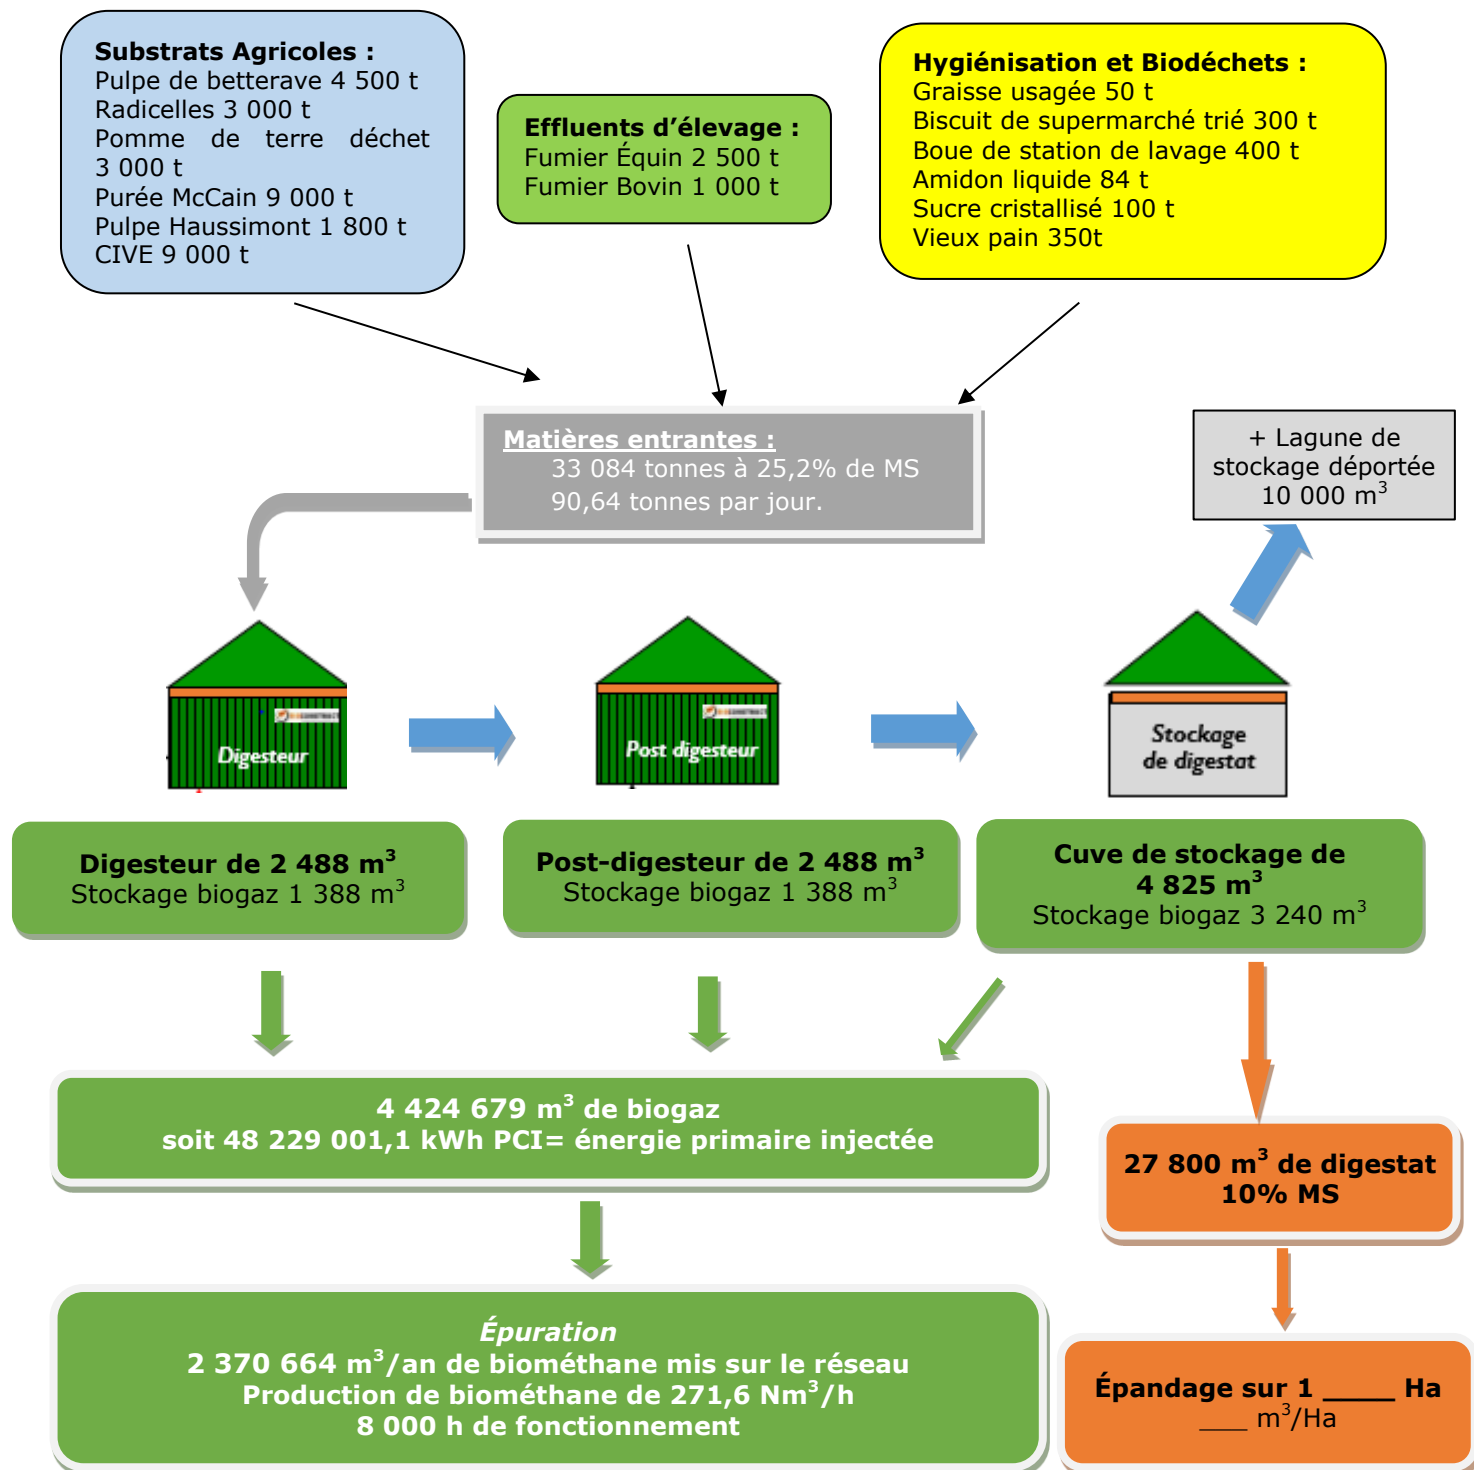 Substrats Agricoles :
Pulpe de betterave 4 500 t
Radicelles 3 000 t
Pomme de terre déchet
3 000 t
Purée McCain 9 000 t
Pulpe Haussimont 1 800 t
CIVE 9 000 t
Effluents d’élevage :
Fumier Équin 2 500 t
Fumier Bovin 1 000 t
Hygiénisation et Biodéchets :
Graisse usagée 50 t
Biscuit de supermarché trié 300 t
Boue de station de lavage 400 t
Amidon liquide 84 t
Sucre cristallisé 100 t
Vieux pain 350t
Matières entrantes :
33 084 tonnes à 25,2% de MS
90,64 tonnes par jour.
+ Lagune de
stockage déportée
10 000 m³
Digesteur
Post digesteur
Stockage
de digestat
Digesteur de 2 488 m³
Stockage biogaz 1 388 m³
Post-digesteur de 2 488 m³
Stockage biogaz 1 388 m³
Cuve de stockage de
4 825 m³
Stockage biogaz 3 240 m³
4 424 679 m³ de biogaz
soit 48 229 001,1 kWh PCI= énergie primaire injectée
27 800 m³ de digestat
10% MS
Épuration
2 370 664 m³/an de biométhane mis sur le réseau
Production de biométhane de 271,6 Nm³/h
8 000 h de fonctionnement
Épandage sur 1 _____ Ha
___ m³/Ha